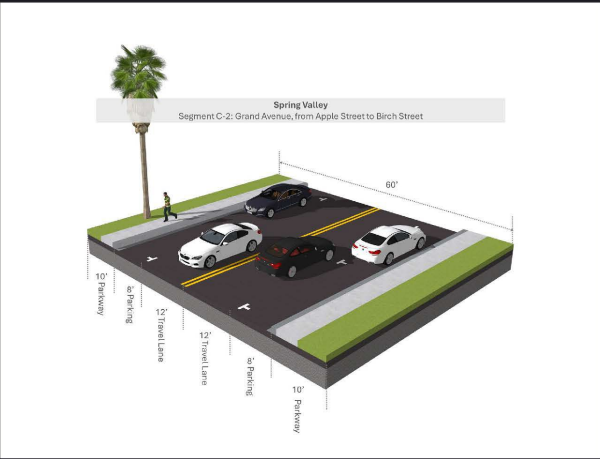 Spring Valley
Segment C-2: Grand Avenue, from Apple Street to Birch Street
60'
10' Parkway
8' Parking
12' Travel Lane
12' Travel Lane
8' Parking
10' Parkway